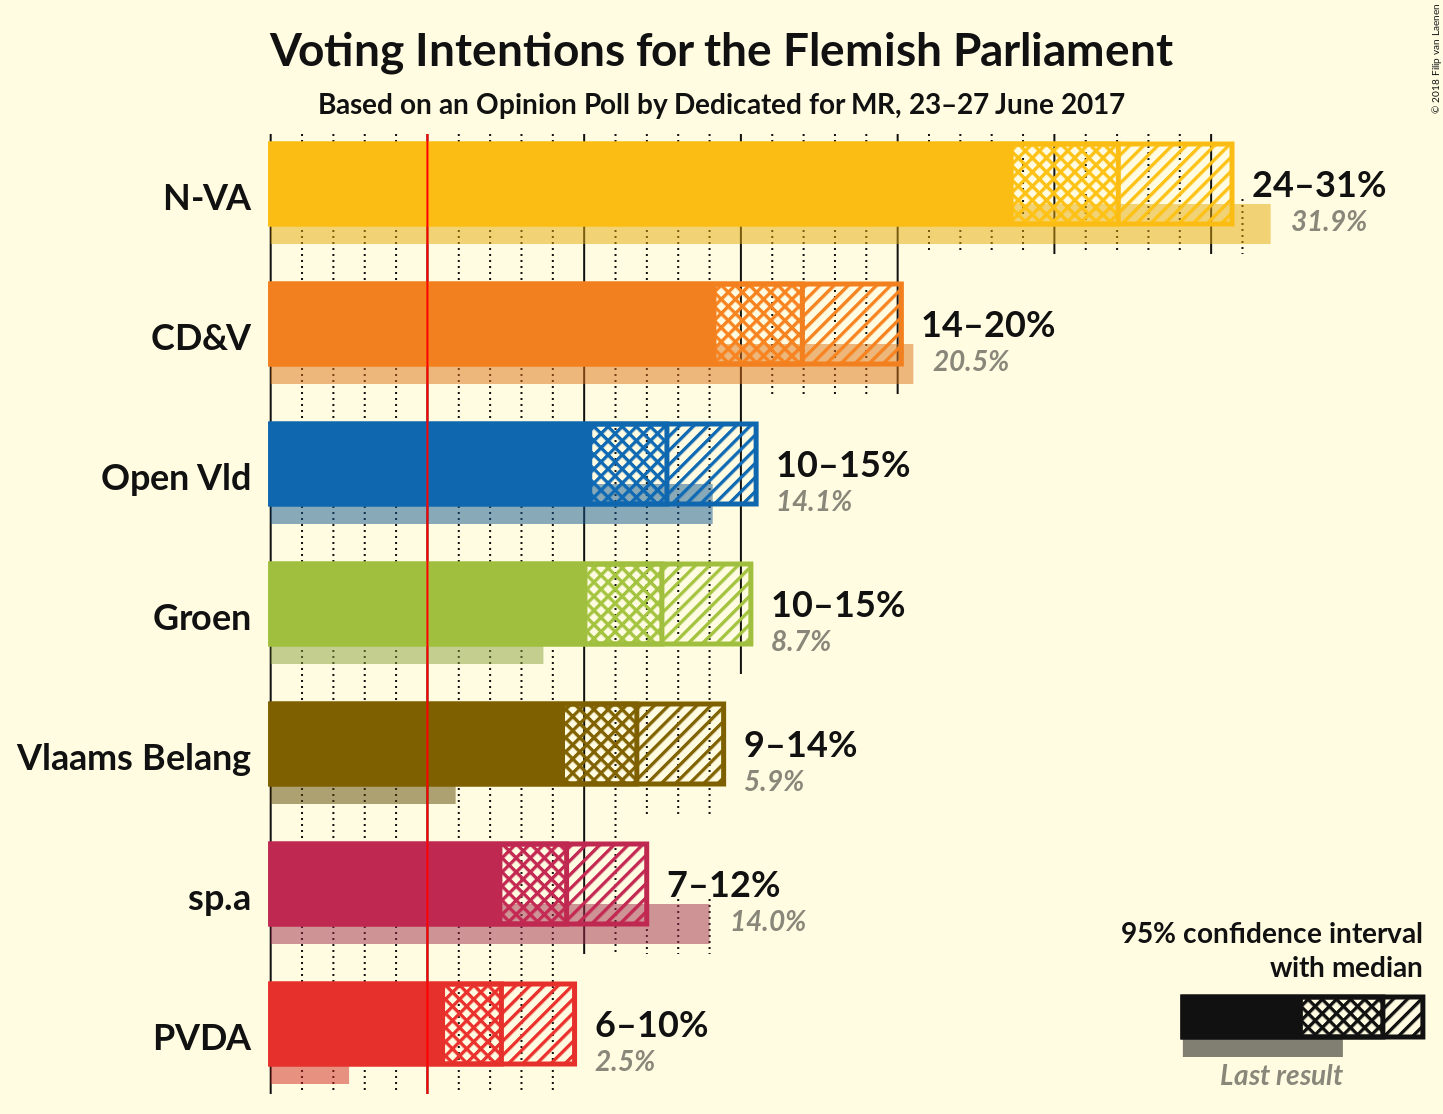 Voting Intentions for the Flemish Parliament
Based on an Opinion Poll by Dedicated for MR, 23–27 June 2017
© 2018 Filip van Laenen
N-VA
24–31%
31.9%
CD&V
14–20%
20.5%
Open Vld
10–15%
14.1%
Groen
10–15%
8.7%
Vlaams Belang
9–14%
5.9%
sp.a
7–12%
14.0%
PVDA
6–10%
2.5%
95% confidence interval
with median
Last result